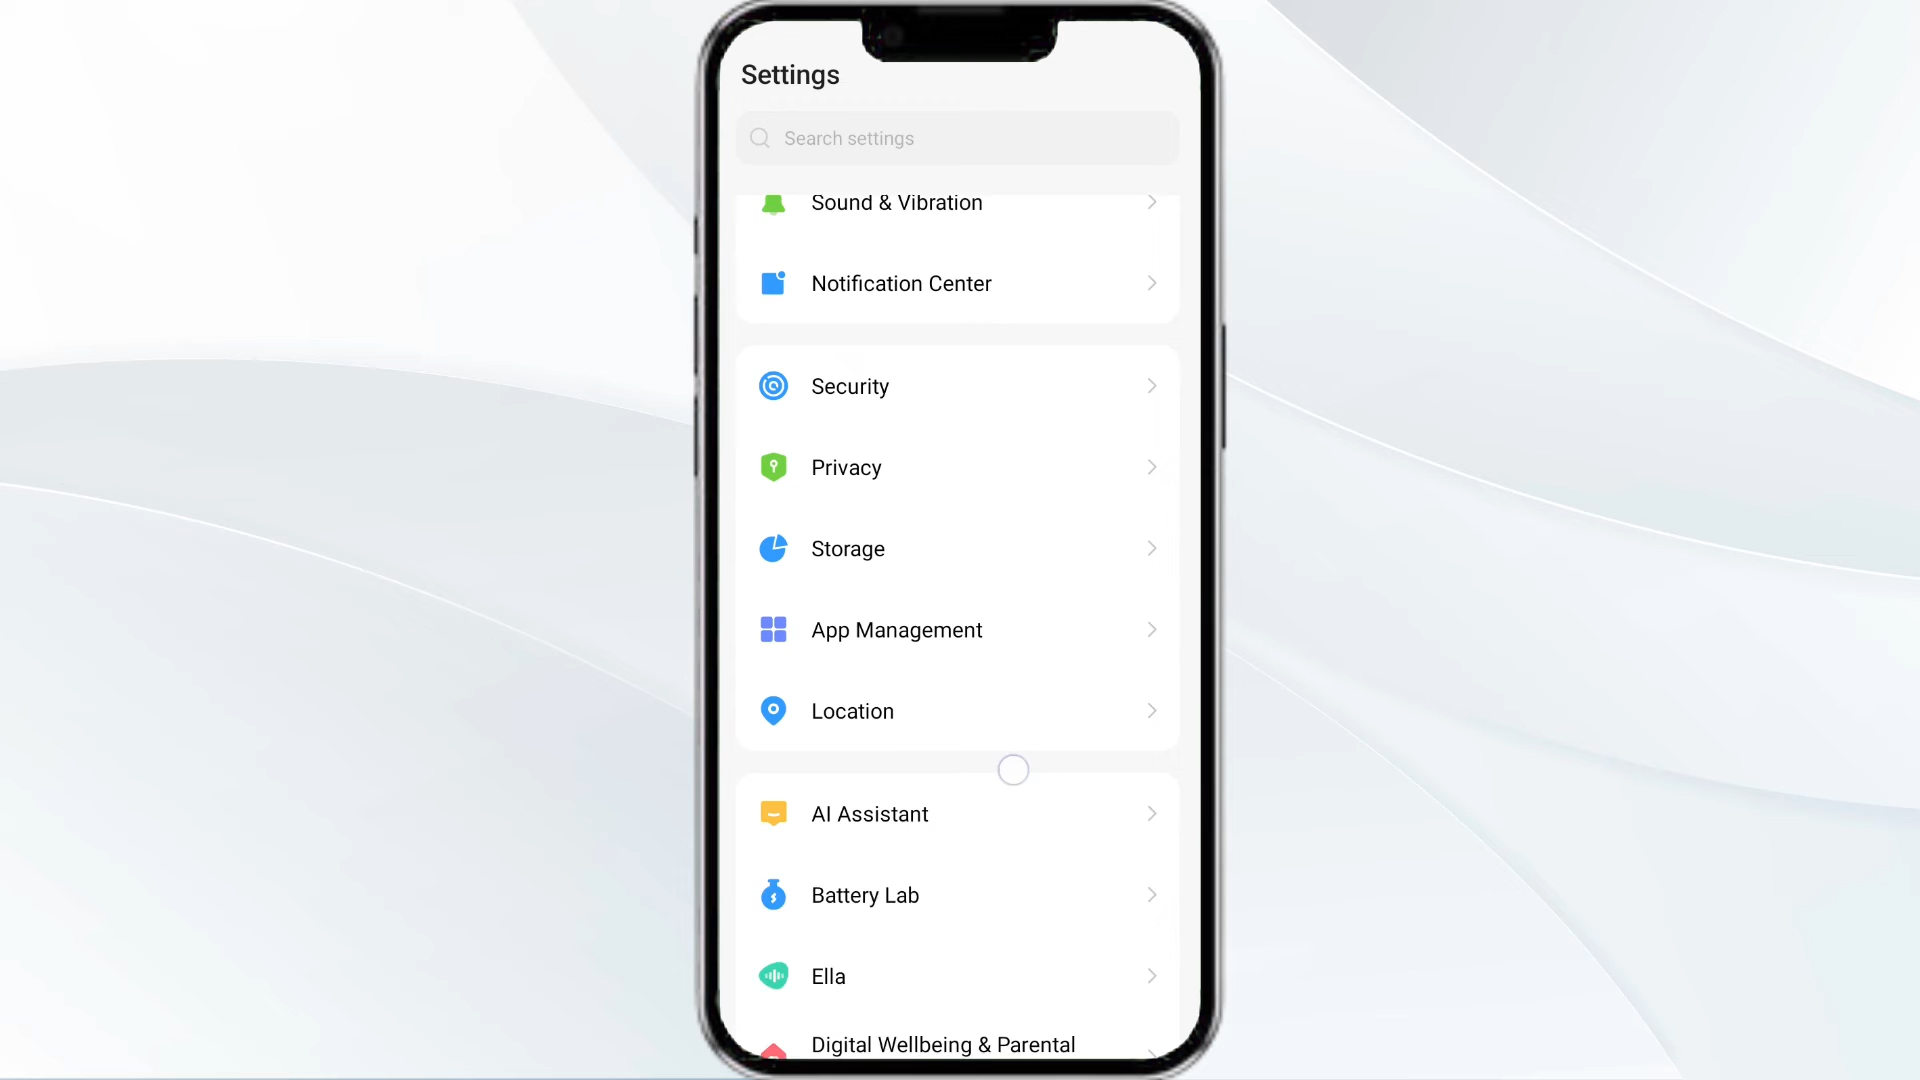 Settings
Search settings
Sound & Vibration
Notification Center
Security
Privacy
Storage
App Management
Location
AI Assistant
Battery Lab
Ella
Digital Wellbeing & Parental